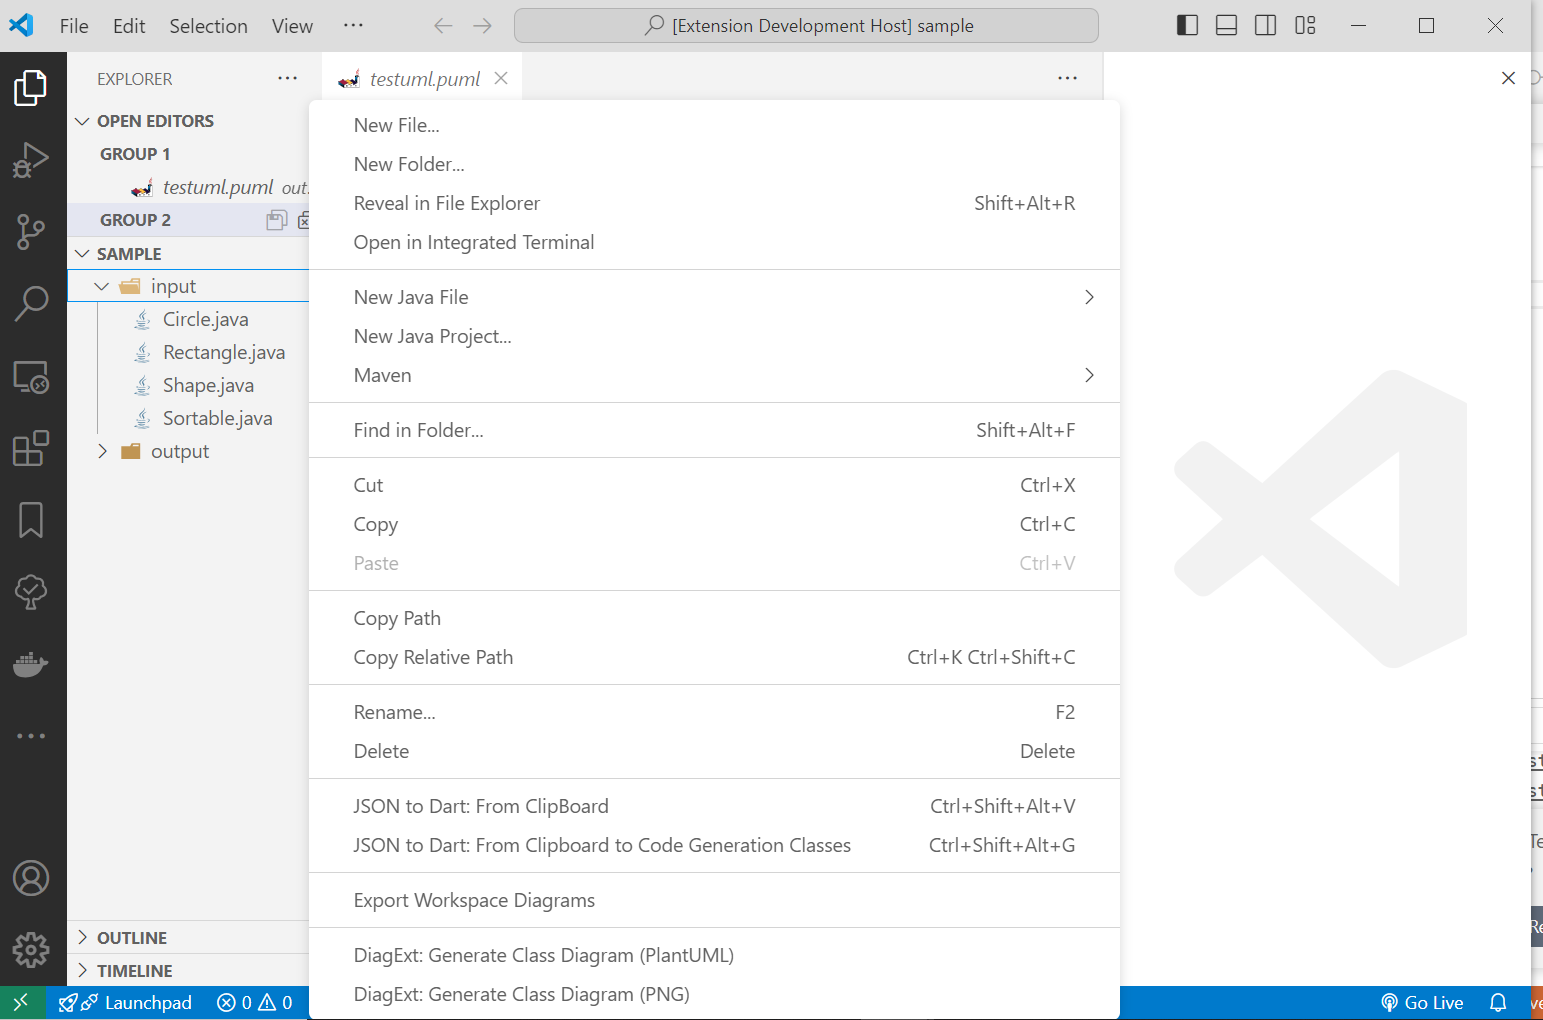 File Edit Selection View ··· [Extension Development Host] sample
EXPLORER ···
testuml.puml ···
OPEN EDITORS
GROUP 1
testuml.puml out.
GROUP 2
SAMPLE
input
Circle.java
Rectangle.java
Shape.java
Sortable.java
output
OUTLINE
TIMELINE
New File...
New Folder...
Reveal in File Explorer Shift+Alt+R
Open in Integrated Terminal
New Java File
New Java Project...
Maven
Find in Folder... Shift+Alt+F
Cut Ctrl+X
Copy Ctrl+C
Paste Ctrl+V
Copy Path
Copy Relative Path Ctrl+K Ctrl+Shift+C
Rename... F2
Delete Delete
JSON to Dart: From ClipBoard Ctrl+Shift+Alt+V
JSON to Dart: From Clipboard to Code Generation Classes Ctrl+Shift+Alt+G
Export Workspace Diagrams
DiagExt: Generate Class Diagram (PlantUML)
DiagExt: Generate Class Diagram (PNG)
Launchpad 0 0 Go Live